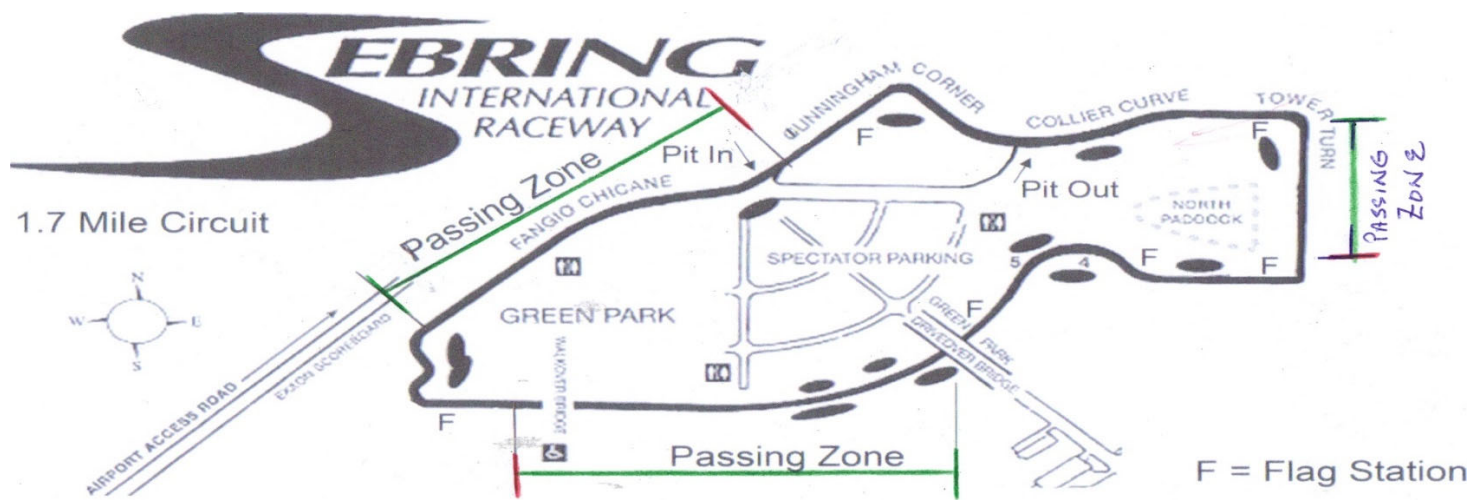 SEBRING
INTERNATIONAL
RACEWAY
CUNNINGHAM CORNER
COLLIER CURVE
TOWER TURN
F
F
Pit In
Pit Out
Passing Zone
FANGIO CHICANE
PASSING
ZONE
1.7 Mile Circuit
NORTH
PADDOCK
N
W E
S
SPECTATOR PARKING
5 4 F F
GREEN PARK
F
GREEN PARK
DRIVEOVER BRIDGE
WALKOVER BRIDGE
AIRPORT ACCESS ROAD
EXXON SCOREBOARD
F
Passing Zone
F = Flag Station